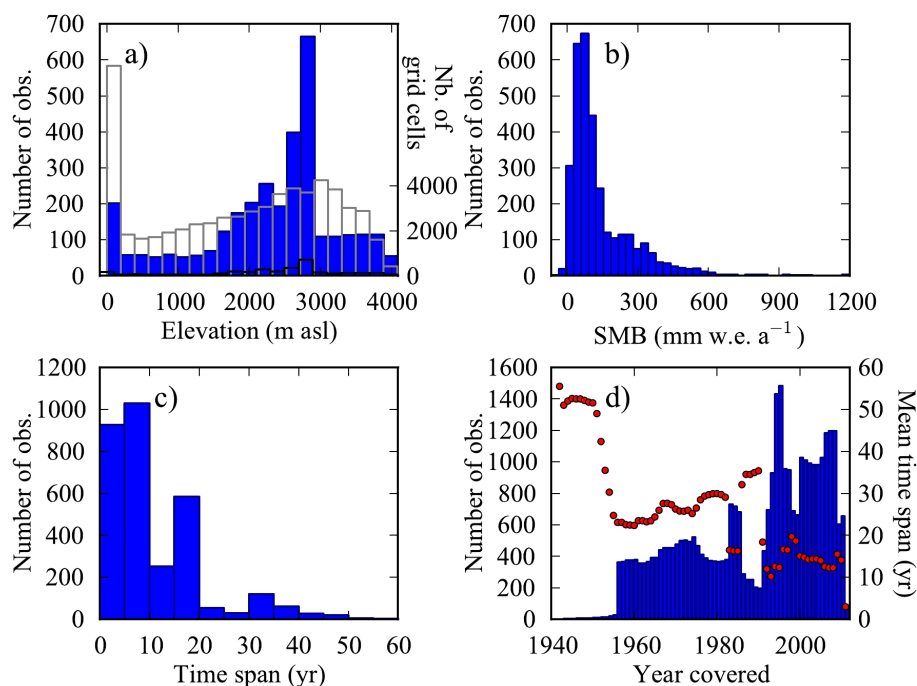 a)
700
600
500
400
300
200
100
0
Number of obs.
4000
2000
0
Nb. of
grid cells
0 1000 2000 3000 4000
Elevation (m asl)
b)
700
600
500
400
300
200
100
0
Number of obs.
0 300 600 900 1200
SMB (mm w.e. a⁻¹)
c)
1200
1000
800
600
400
200
0
Number of obs.
0 10 20 30 40 50 60
Time span (yr)
d)
1600
1400
1200
1000
800
600
400
200
0
Number of obs.
60
50
40
30
20
10
0
Mean time span (yr)
1940 1960 1980 2000
Year covered